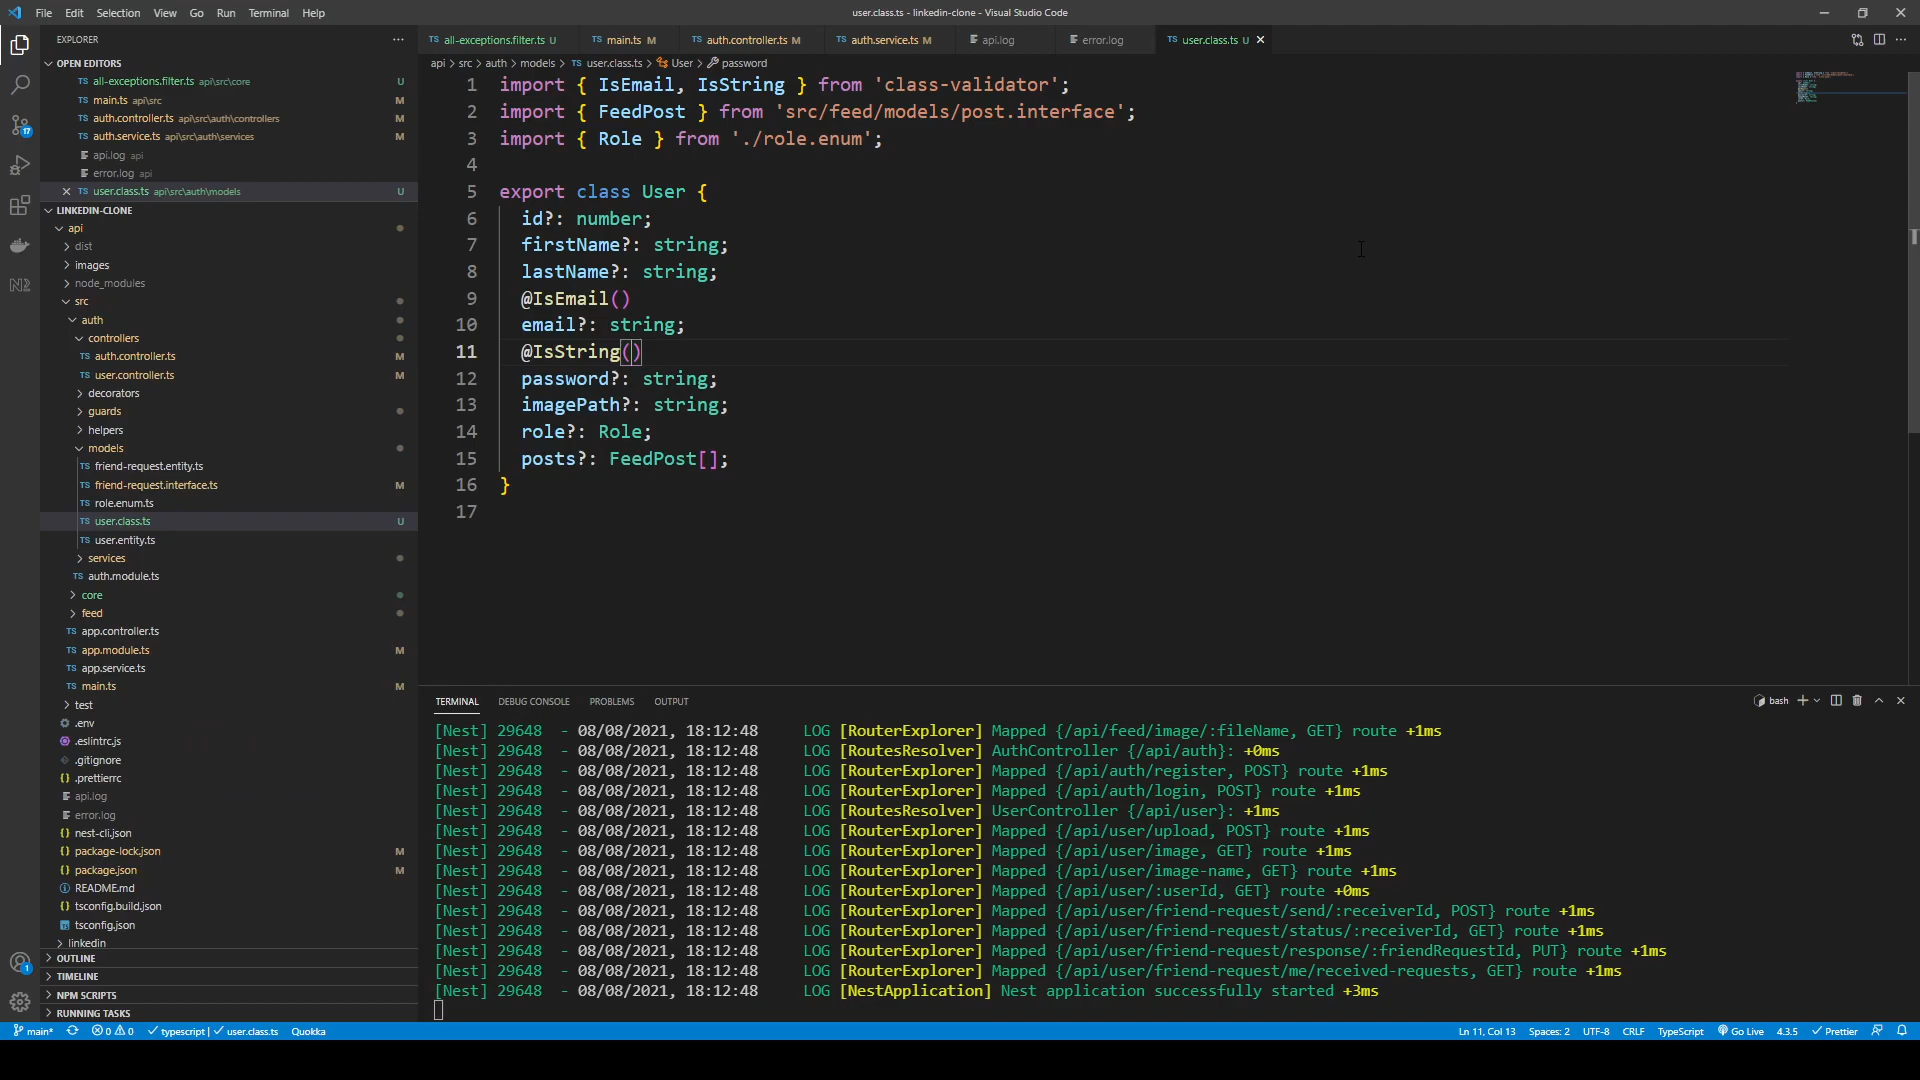 File Edit Selection View Go Run Terminal Help
user.class.ts - linkedin-clone - Visual Studio Code
EXPLORER
OPEN EDITORS
TS all-exceptions.filter.ts api\src\core U
TS main.ts api\src M
TS auth.controller.ts api\src\auth\controllers M
TS auth.service.ts api\src\auth\services M
api.log api
error.log api
TS user.class.ts api\src\auth\models U
LINKEDIN-CLONE
api
dist
images
node_modules
src
auth
controllers
TS auth.controller.ts M
TS user.controller.ts M
decorators
guards
helpers
models
TS friend-request.entity.ts
TS friend-request.interface.ts M
TS role.enum.ts
TS user.class.ts U
TS user.entity.ts
services
TS auth.module.ts
core
feed
TS app.controller.ts
TS app.module.ts M
TS app.service.ts
TS main.ts M
test
.env
.eslintrc.js
.gitignore
{} .prettierrc
api.log
error.log
{} nest-cli.json
{} package-lock.json M
{} package.json M
README.md
{} tsconfig.build.json
tsconfig.json
linkedin
OUTLINE
TIMELINE
NPM SCRIPTS
RUNNING TASKS
17
1
TS all-exceptions.filter.ts U TS main.ts M TS auth.controller.ts M TS auth.service.ts M api.log error.log TS user.class.ts U
api > src > auth > models > TS user.class.ts > User > password
1 import { IsEmail, IsString } from 'class-validator';
2 import { FeedPost } from 'src/feed/models/post.interface';
3 import { Role } from './role.enum';
4
5 export class User {
6 id?: number;
7 firstName?: string;
8 lastName?: string;
9 @IsEmail()
10 email?: string;
11 @IsString()
12 password?: string;
13 imagePath?: string;
14 role?: Role;
15 posts?: FeedPost[];
16 }
17
TERMINAL DEBUG CONSOLE PROBLEMS OUTPUT bash
[Nest] 29648 - 08/08/2021, 18:12:48 LOG [RouterExplorer] Mapped {/api/feed/image/:fileName, GET} route +1ms
[Nest] 29648 - 08/08/2021, 18:12:48 LOG [RoutesResolver] AuthController {/api/auth}: +0ms
[Nest] 29648 - 08/08/2021, 18:12:48 LOG [RouterExplorer] Mapped {/api/auth/register, POST} route +1ms
[Nest] 29648 - 08/08/2021, 18:12:48 LOG [RouterExplorer] Mapped {/api/auth/login, POST} route +1ms
[Nest] 29648 - 08/08/2021, 18:12:48 LOG [RoutesResolver] UserController {/api/user}: +1ms
[Nest] 29648 - 08/08/2021, 18:12:48 LOG [RouterExplorer] Mapped {/api/user/upload, POST} route +1ms
[Nest] 29648 - 08/08/2021, 18:12:48 LOG [RouterExplorer] Mapped {/api/user/image, GET} route +1ms
[Nest] 29648 - 08/08/2021, 18:12:48 LOG [RouterExplorer] Mapped {/api/user/image-name, GET} route +1ms
[Nest] 29648 - 08/08/2021, 18:12:48 LOG [RouterExplorer] Mapped {/api/user/:userId, GET} route +0ms
[Nest] 29648 - 08/08/2021, 18:12:48 LOG [RouterExplorer] Mapped {/api/user/friend-request/send/:receiverId, POST} route +1ms
[Nest] 29648 - 08/08/2021, 18:12:48 LOG [RouterExplorer] Mapped {/api/user/friend-request/status/:receiverId, GET} route +1ms
[Nest] 29648 - 08/08/2021, 18:12:48 LOG [RouterExplorer] Mapped {/api/user/friend-request/response/:friendRequestId, PUT} route +1ms
[Nest] 29648 - 08/08/2021, 18:12:48 LOG [RouterExplorer] Mapped {/api/user/friend-request/me/received-requests, GET} route +1ms
[Nest] 29648 - 08/08/2021, 18:12:48 LOG [NestApplication] Nest application successfully started +3ms
main* 0 0 typescript | user.class.ts Quokka Ln 11, Col 13 Spaces: 2 UTF-8 CRLF TypeScript Go Live 4.3.5 Prettier